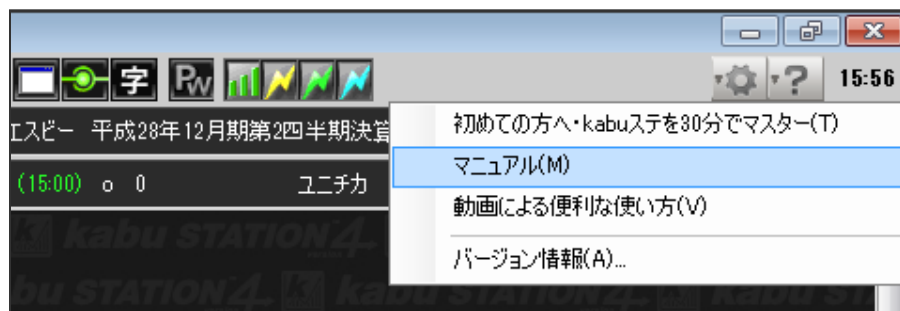 字 PW ? 15:56
エスビー 平成28年12月期第2四半期決算
(15:00) o 0 ユニチカ
初めての方へ・kabuステを30分でマスター(T)
マニュアル(M)
動画による便利な使い方(V)
バージョン情報(A)...
kabu STATION 4
bu STATION 4 kabu STATION 4 kabu ST